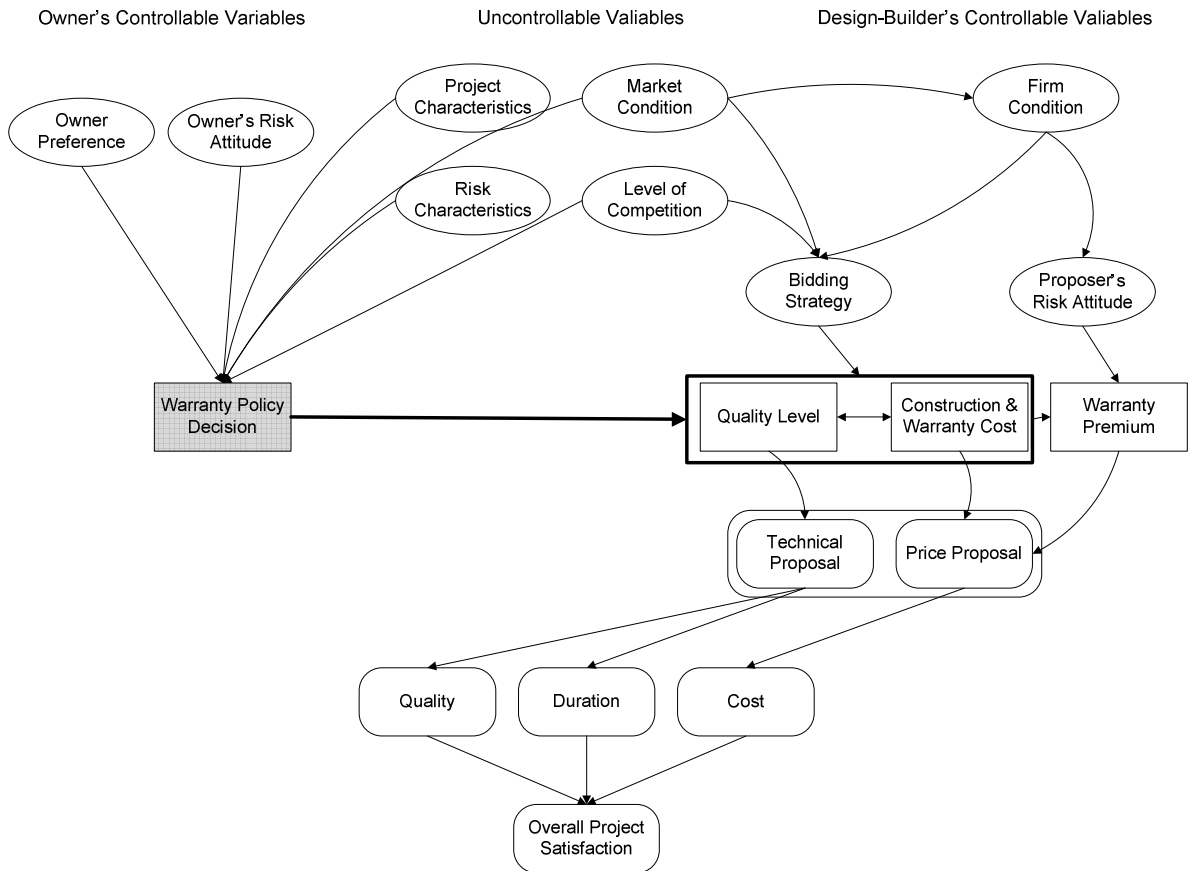 Owner's Controllable Variables
Uncontrollable Valiables
Design-Builder's Controllable Valiables
Project
Characteristics
Market
Condition
Firm
Condition
Owner
Preference
Owner's Risk
Attitude
Risk
Characteristics
Level of
Competition
Bidding
Strategy
Proposer's
Risk Attitude
Warranty Policy
Decision
Quality Level
Construction &
Warranty Cost
Warranty
Premium
Technical
Proposal
Price Proposal
Quality
Duration
Cost
Overall Project
Satisfaction